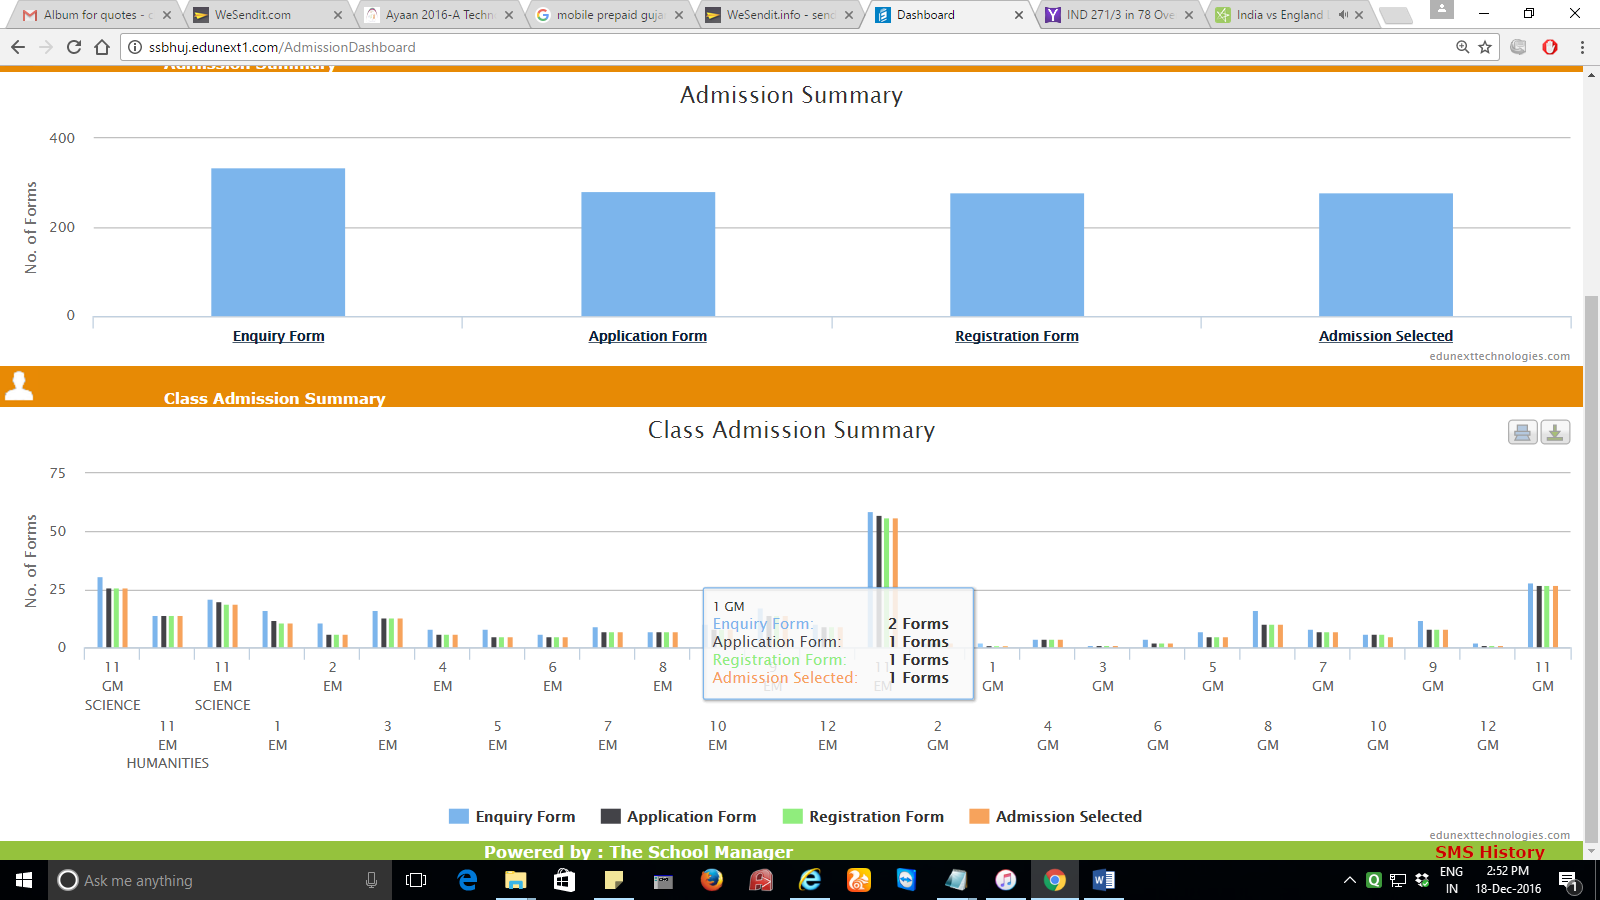 Album for quotes - c
WeSendit.com
Ayaan 2016-A Techn
mobile prepaid guja
WeSendit.info - send
Dashboard
IND 271/3 in 78 Ove
India vs England
ssbhuj.edunext1.com/AdmissionDashboard
Admission Summary
Admission Summary
400
200
0
No. of Forms
Enquiry Form
Application Form
Registration Form
Admission Selected
edunexttechnologies.com
Class Admission Summary
Class Admission Summary
75
50
25
0
No. of Forms
1 GM
Enquiry Form: 2 Forms
Application Form: 1 Forms
Registration Form: 1 Forms
Admission Selected: 1 Forms
11 GM SCIENCE
11 EM HUMANITIES
11 EM SCIENCE
1 EM
2 EM
3 EM
4 EM
5 EM
6 EM
7 EM
8 EM
10 EM
12 EM
11 EM
2 GM
1 GM
4 GM
3 GM
6 GM
5 GM
8 GM
7 GM
10 GM
9 GM
12 GM
11 GM
Enquiry Form
Application Form
Registration Form
Admission Selected
edunexttechnologies.com
Powered by : The School Manager
SMS History
Ask me anything
ENG
IN
2:52 PM
18-Dec-2016
1